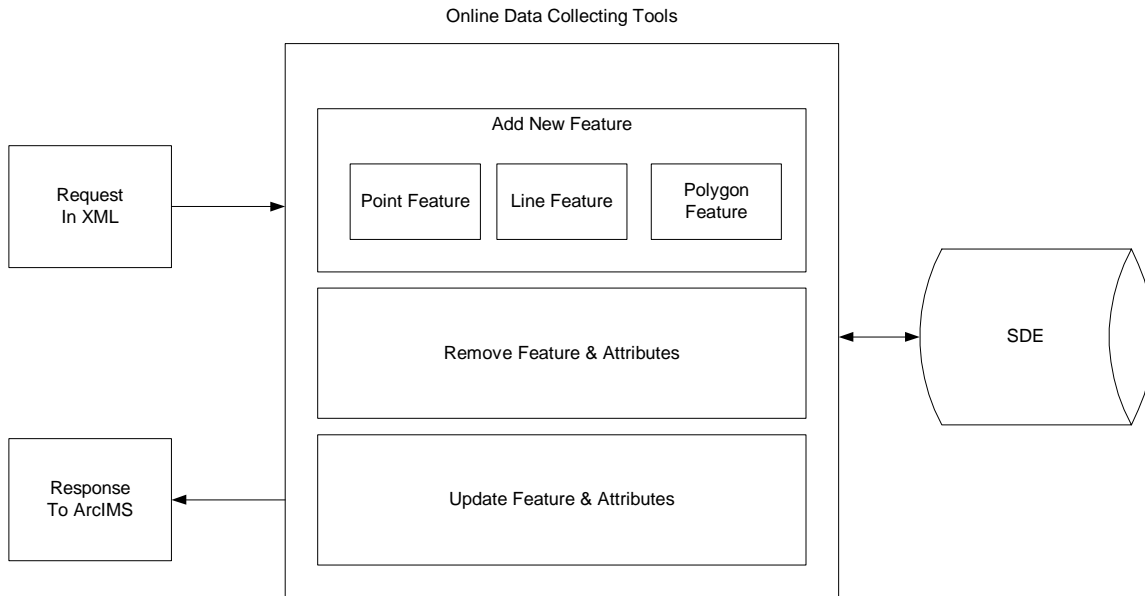 Online Data Collecting Tools
Add New Feature
Request
In XML
Point Feature
Line Feature
Polygon
Feature
Remove Feature & Attributes
SDE
Response
To ArcIMS
Update Feature & Attributes